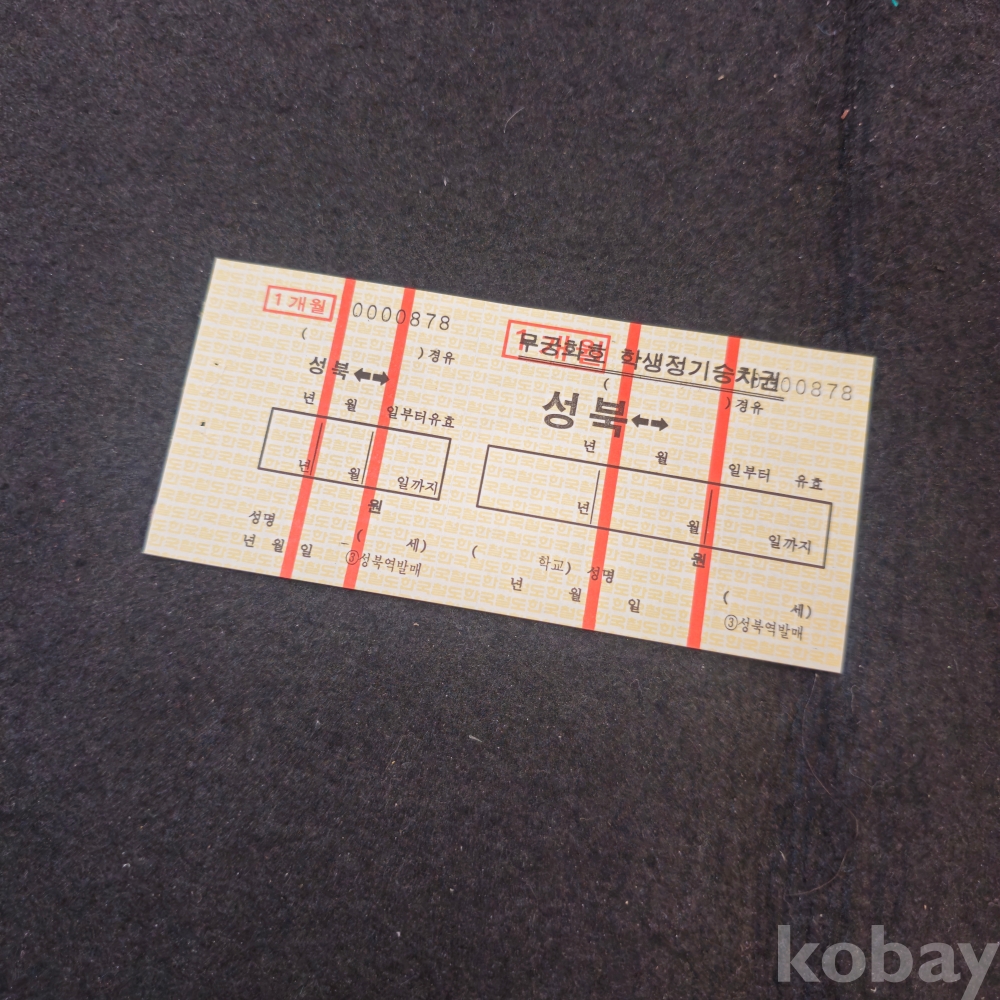 1개월 0000878
( )경유
성북↔
년 월 일부터유효
년 월 일까지
원
성명 ( 세)
년 월 일 ③성북역발매
1개월
무궁화호 학생정기승차권
0000878
( )경유
성북↔
년 월 일부터 유효
년 월 일까지
원
( 학교) 성명 ( 세)
년 월 일 ③성북역발매
kobay